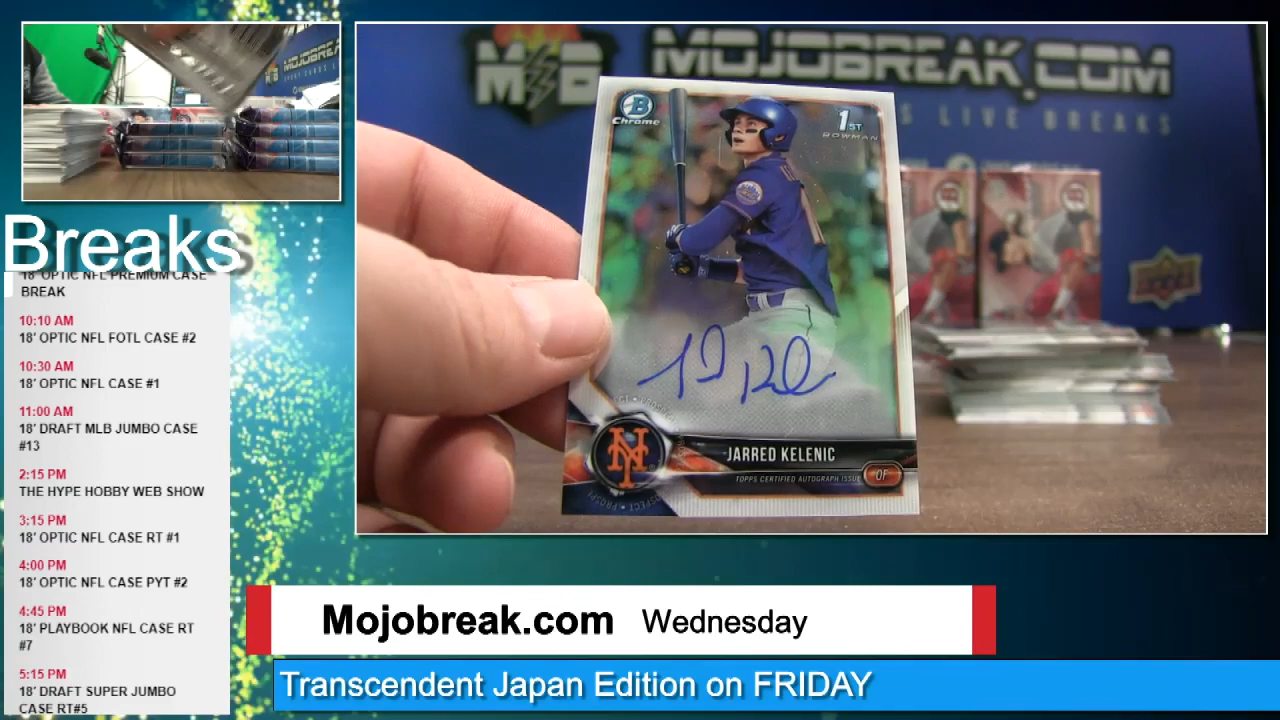 MOJOBREAK
MB
MOJOBREAK.COM
LIVE BREAKS
B
Chrome
1ST
BOWMAN
NY
JARRED KELENIC
TOPPS CERTIFIED AUTOGRAPH ISSUE
OF
Breaks
18' OPTIC NFL PREMIUM CASE
BREAK
10:10 AM
18' OPTIC NFL FOTL CASE #2
10:30 AM
18' OPTIC NFL CASE #1
11:00 AM
18' DRAFT MLB JUMBO CASE
#13
2:15 PM
THE HYPE HOBBY WEB SHOW
3:15 PM
18' OPTIC NFL CASE RT #1
4:00 PM
18' OPTIC NFL CASE PYT #2
4:45 PM
18' PLAYBOOK NFL CASE RT
#7
5:15 PM
18' DRAFT SUPER JUMBO
CASE RT#5
Mojobreak.com Wednesday
Transcendent Japan Edition on FRIDAY